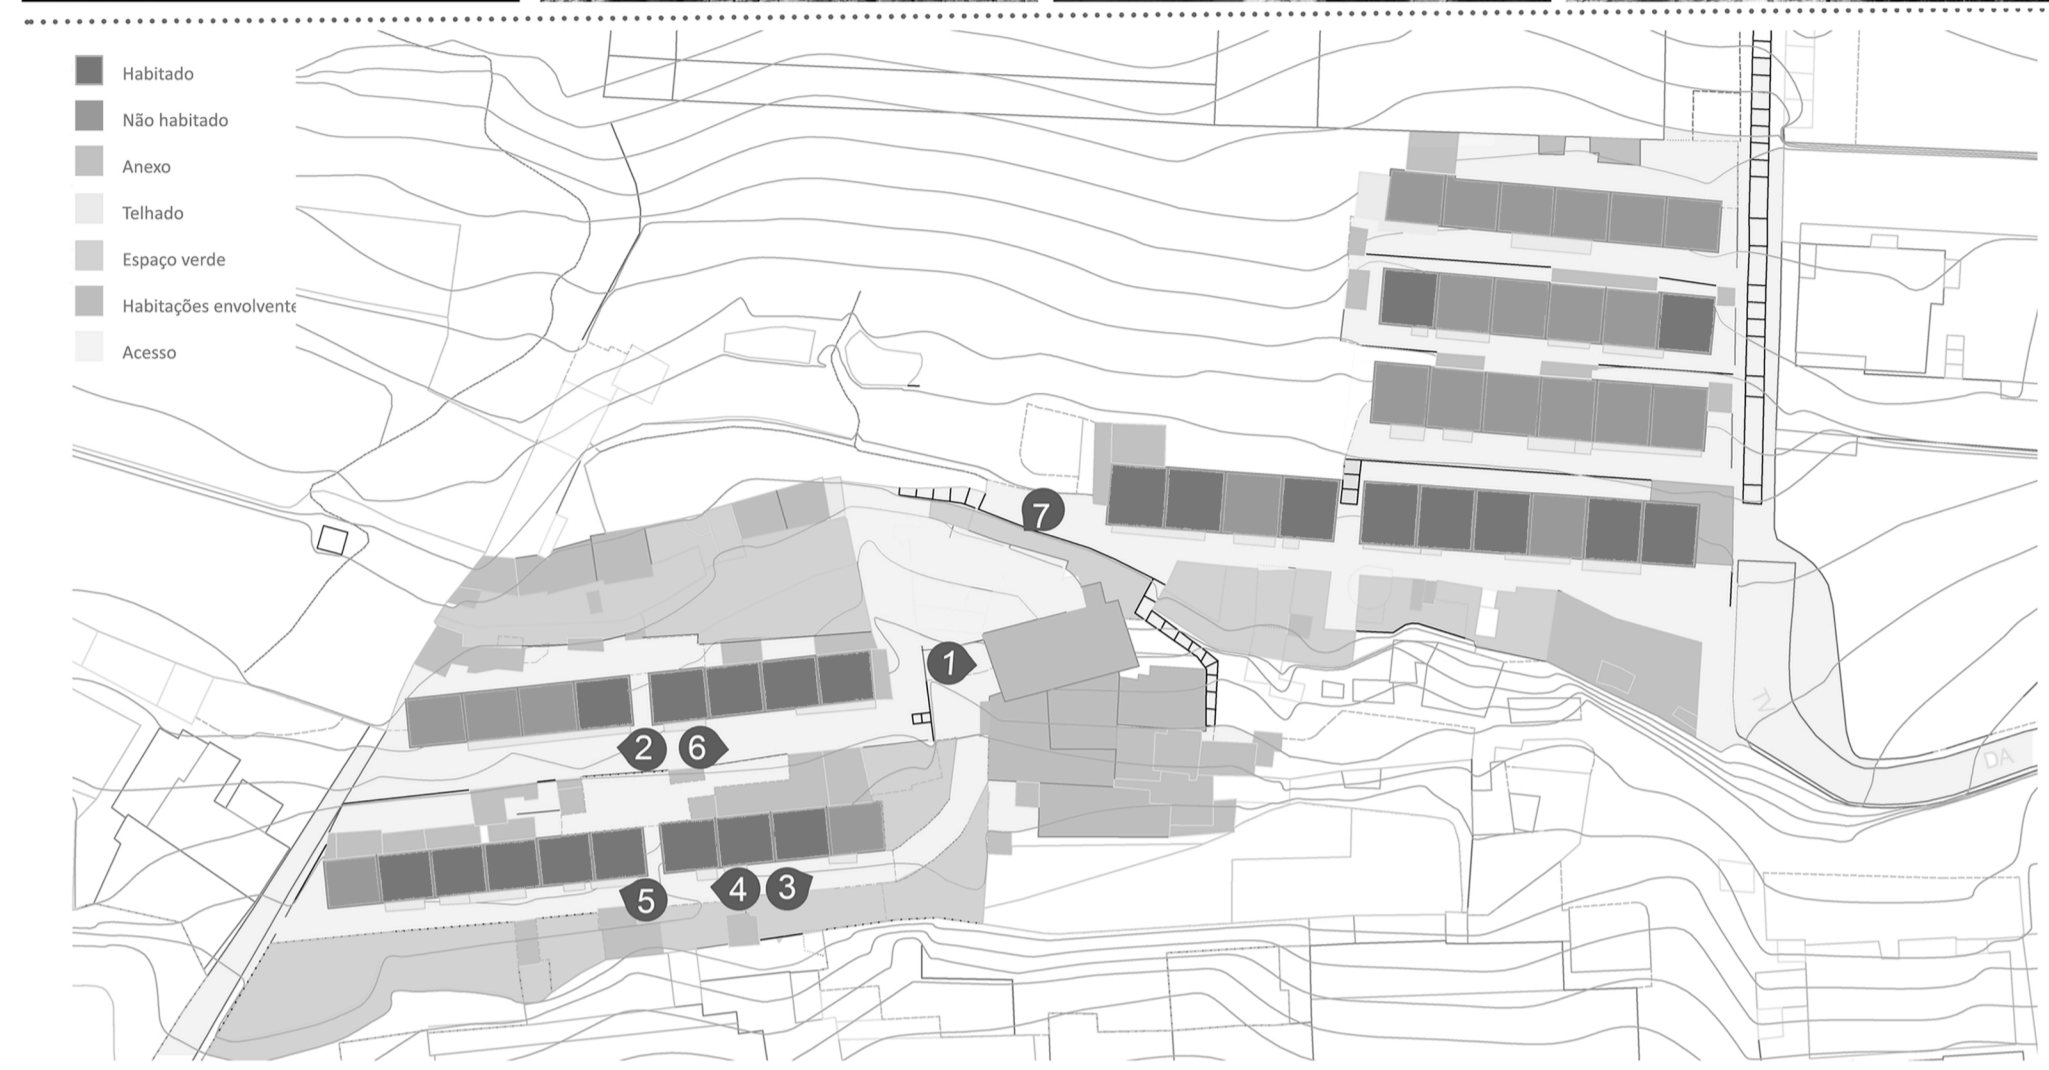 Habitado
Não habitado
Anexo
Telhado
Espaço verde
Habitações envolvente
Acesso
7
1
2 6
5 4 3
DA